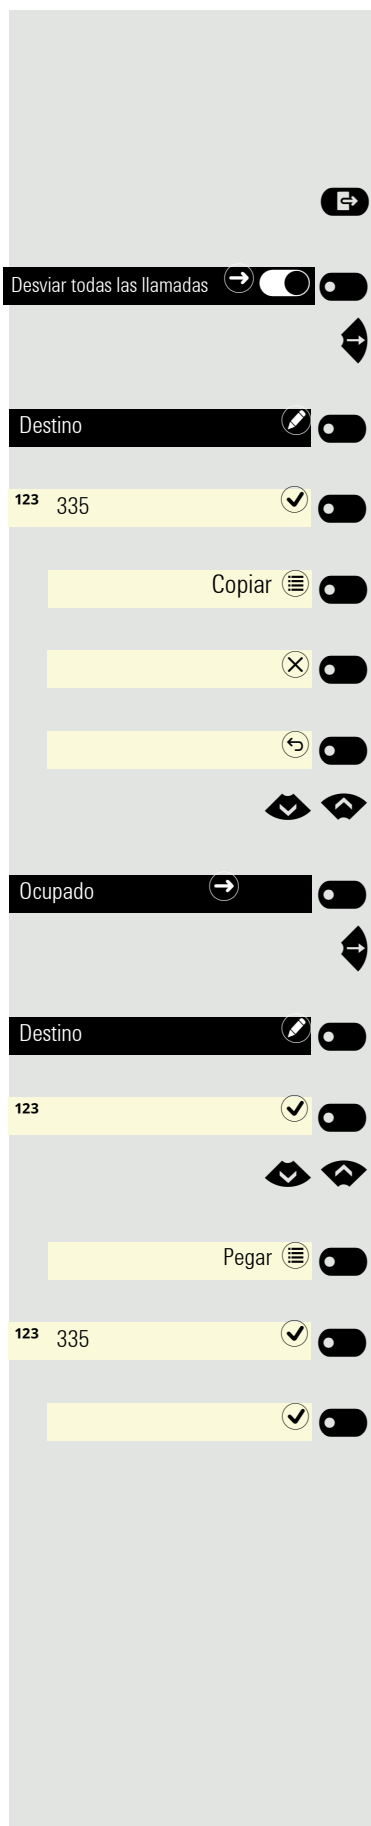 Desviar todas las llamadas
Destino
123 335
Copiar
Ocupado
Destino
123
Pegar
123 335